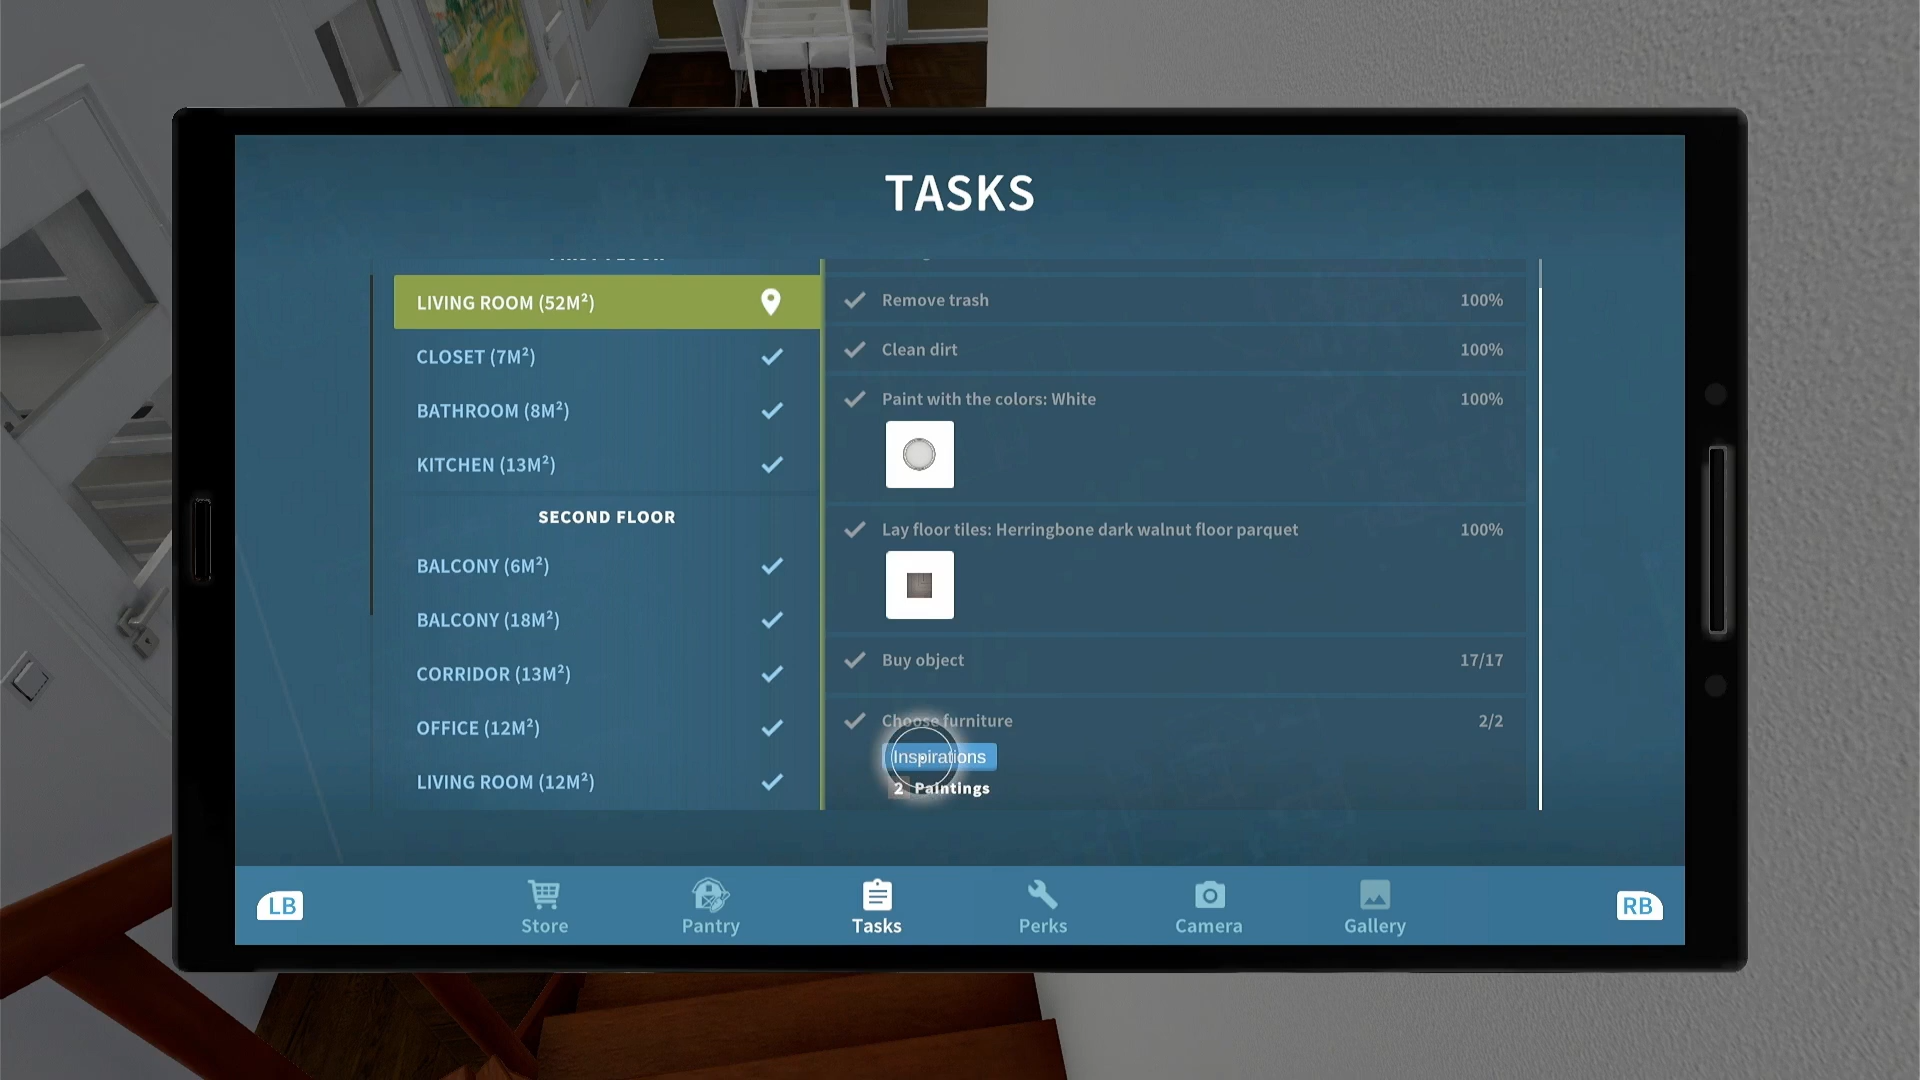 TASKS
FIRST FLOOR
LIVING ROOM (52M²)
CLOSET (7M²)
BATHROOM (8M²)
KITCHEN (13M²)
SECOND FLOOR
BALCONY (6M²)
BALCONY (18M²)
CORRIDOR (13M²)
OFFICE (12M²)
LIVING ROOM (12M²)
Remove trash 100%
Clean dirt 100%
Paint with the colors: White 100%
Lay floor tiles: Herringbone dark walnut floor parquet 100%
Buy object 17/17
Choose furniture 2/2
Inspirations
2 Paintings
LB
Store
Pantry
Tasks
Perks
Camera
Gallery
RB